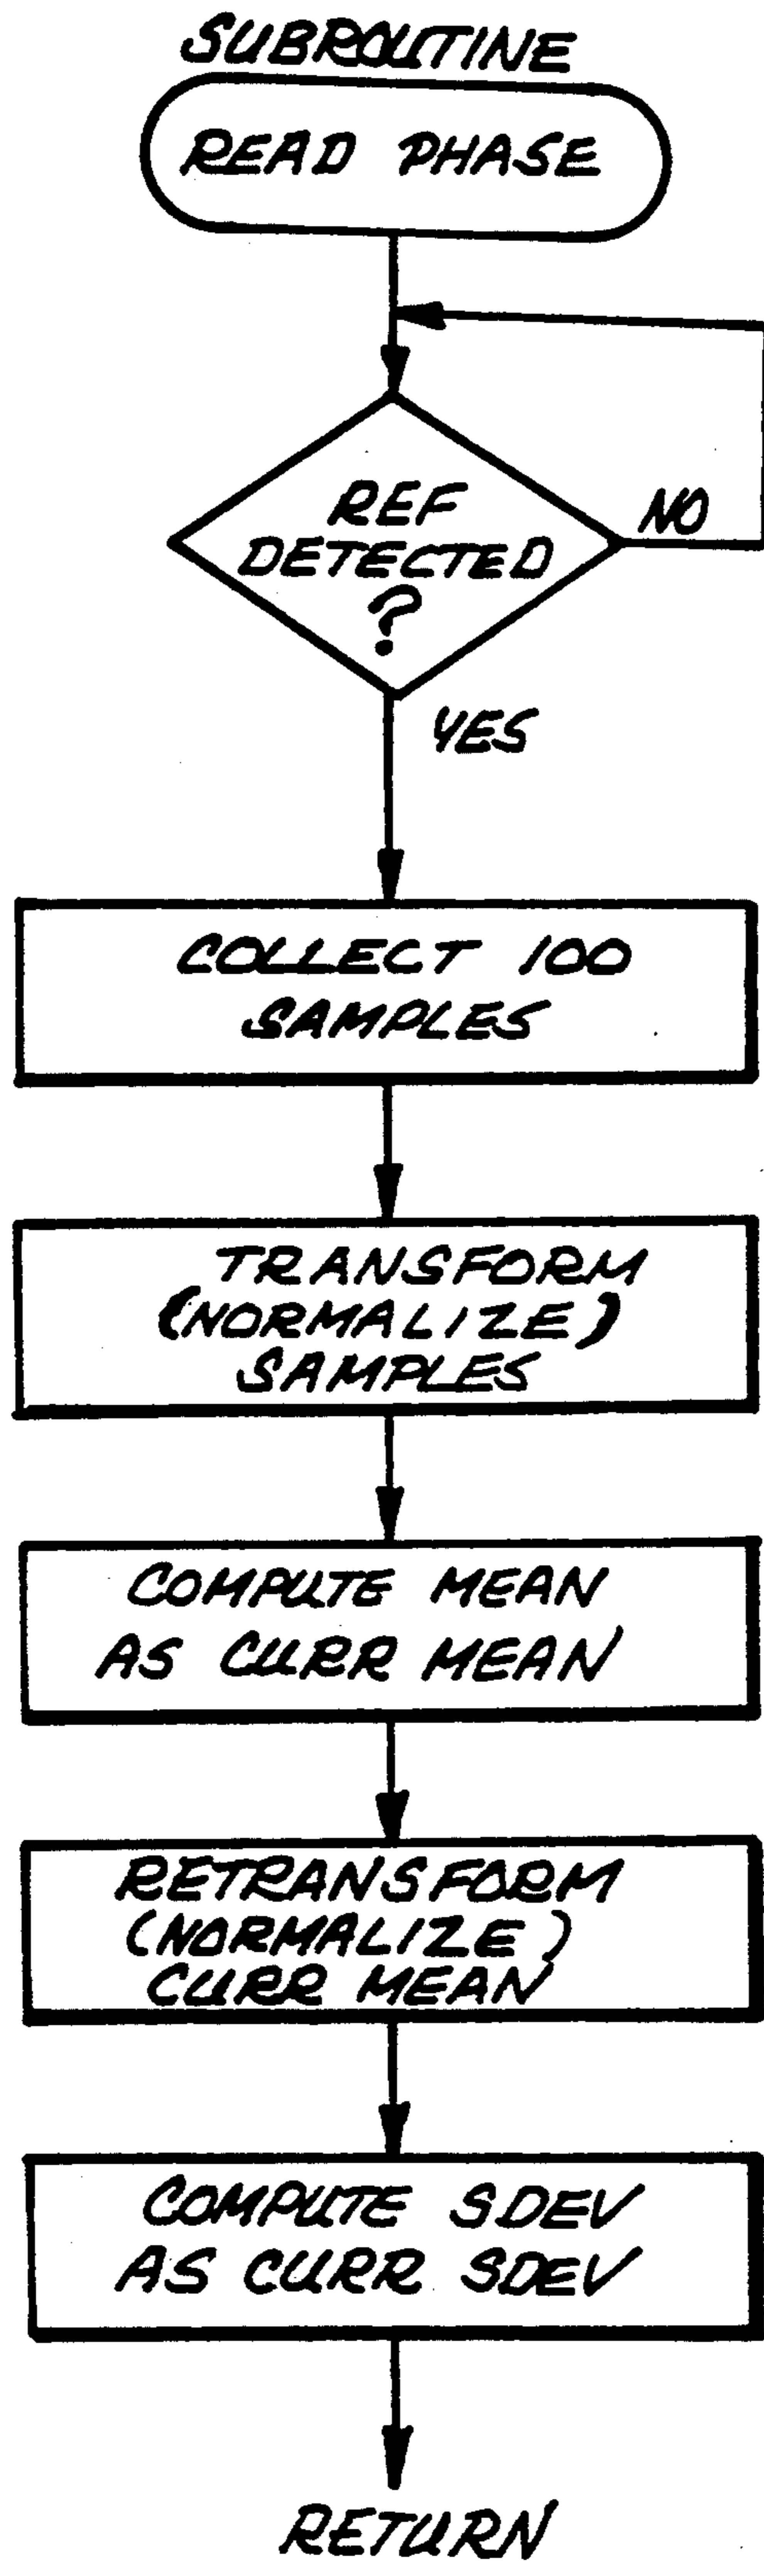 SUBROUTINE
READ PHASE
REF
DETECTED
?
NO
YES
COLLECT 100
SAMPLES
TRANSFORM
(NORMALIZE)
SAMPLES
COMPUTE MEAN
AS CURR MEAN
RETRANSFORM
(NORMALIZE)
CURR MEAN
COMPUTE SDEV
AS CURR SDEV
RETURN